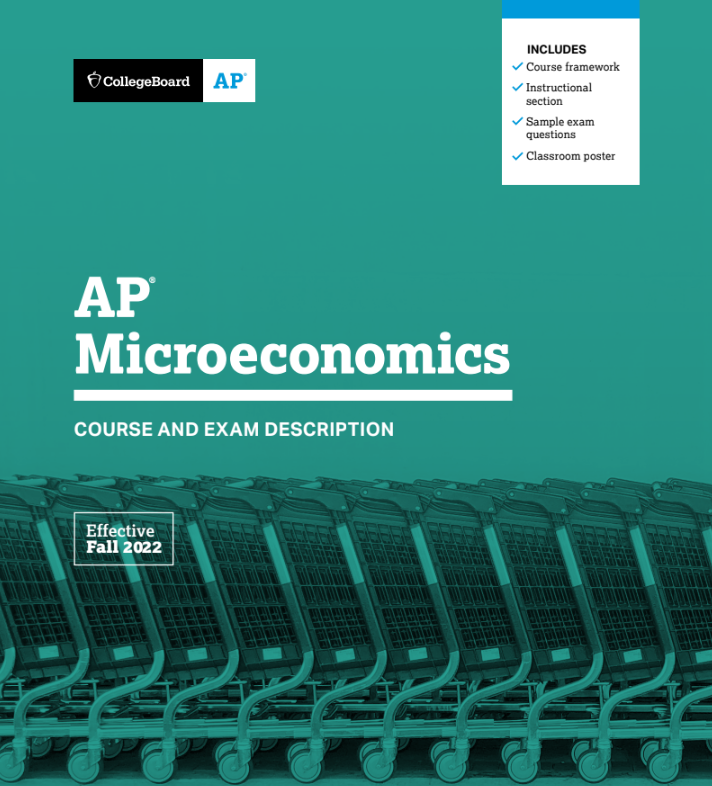 CollegeBoard AP®
INCLUDES
Course framework
Instructional
section
Sample exam
questions
Classroom poster
AP®
Microeconomics
COURSE AND EXAM DESCRIPTION
Effective
Fall 2022